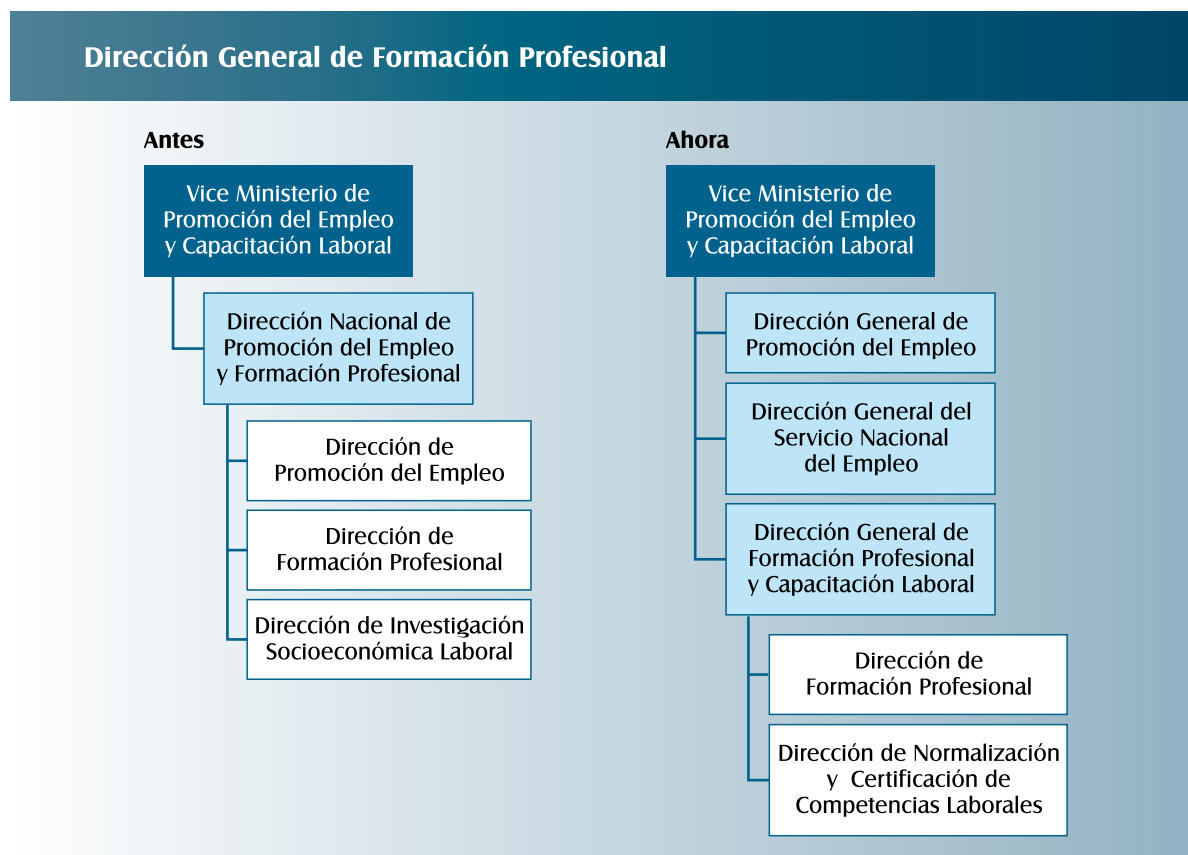 Dirección General de Formación Profesional
Antes
Vice Ministerio de
Promoción del Empleo
y Capacitación Laboral
Dirección Nacional de
Promoción del Empleo
y Formación Profesional
Dirección de
Promoción del Empleo
Dirección de
Formación Profesional
Dirección de Investigación
Socioeconómica Laboral
Ahora
Vice Ministerio de
Promoción del Empleo
y Capacitación Laboral
Dirección General de
Promoción del Empleo
Dirección General del
Servicio Nacional
del Empleo
Dirección General de
Formación Profesional
y Capacitación Laboral
Dirección de
Formación Profesional
Dirección de Normalización
y Certificación de
Competencias Laborales